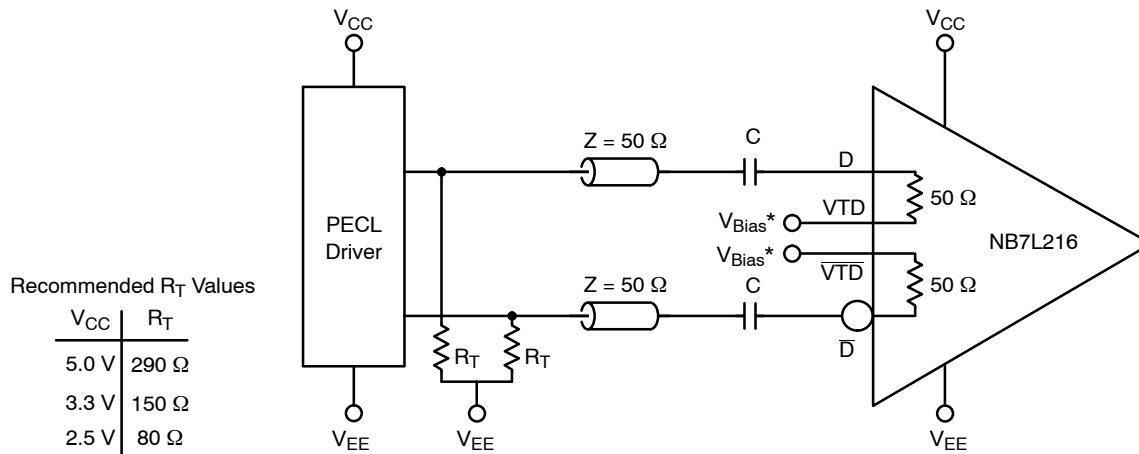 V_CC
V_CC
Z = 50 Ω
C
D
50 Ω
VTD
V_Bias*
PECL
Driver
NB7L216
V_Bias*
V̅T̅D̅
50 Ω
Z = 50 Ω
C
D̅
R_T
R_T
V_EE
V_EE
V_EE
Recommended R_T Values
V_CC R_T
5.0 V 290 Ω
3.3 V 150 Ω
2.5 V 80 Ω